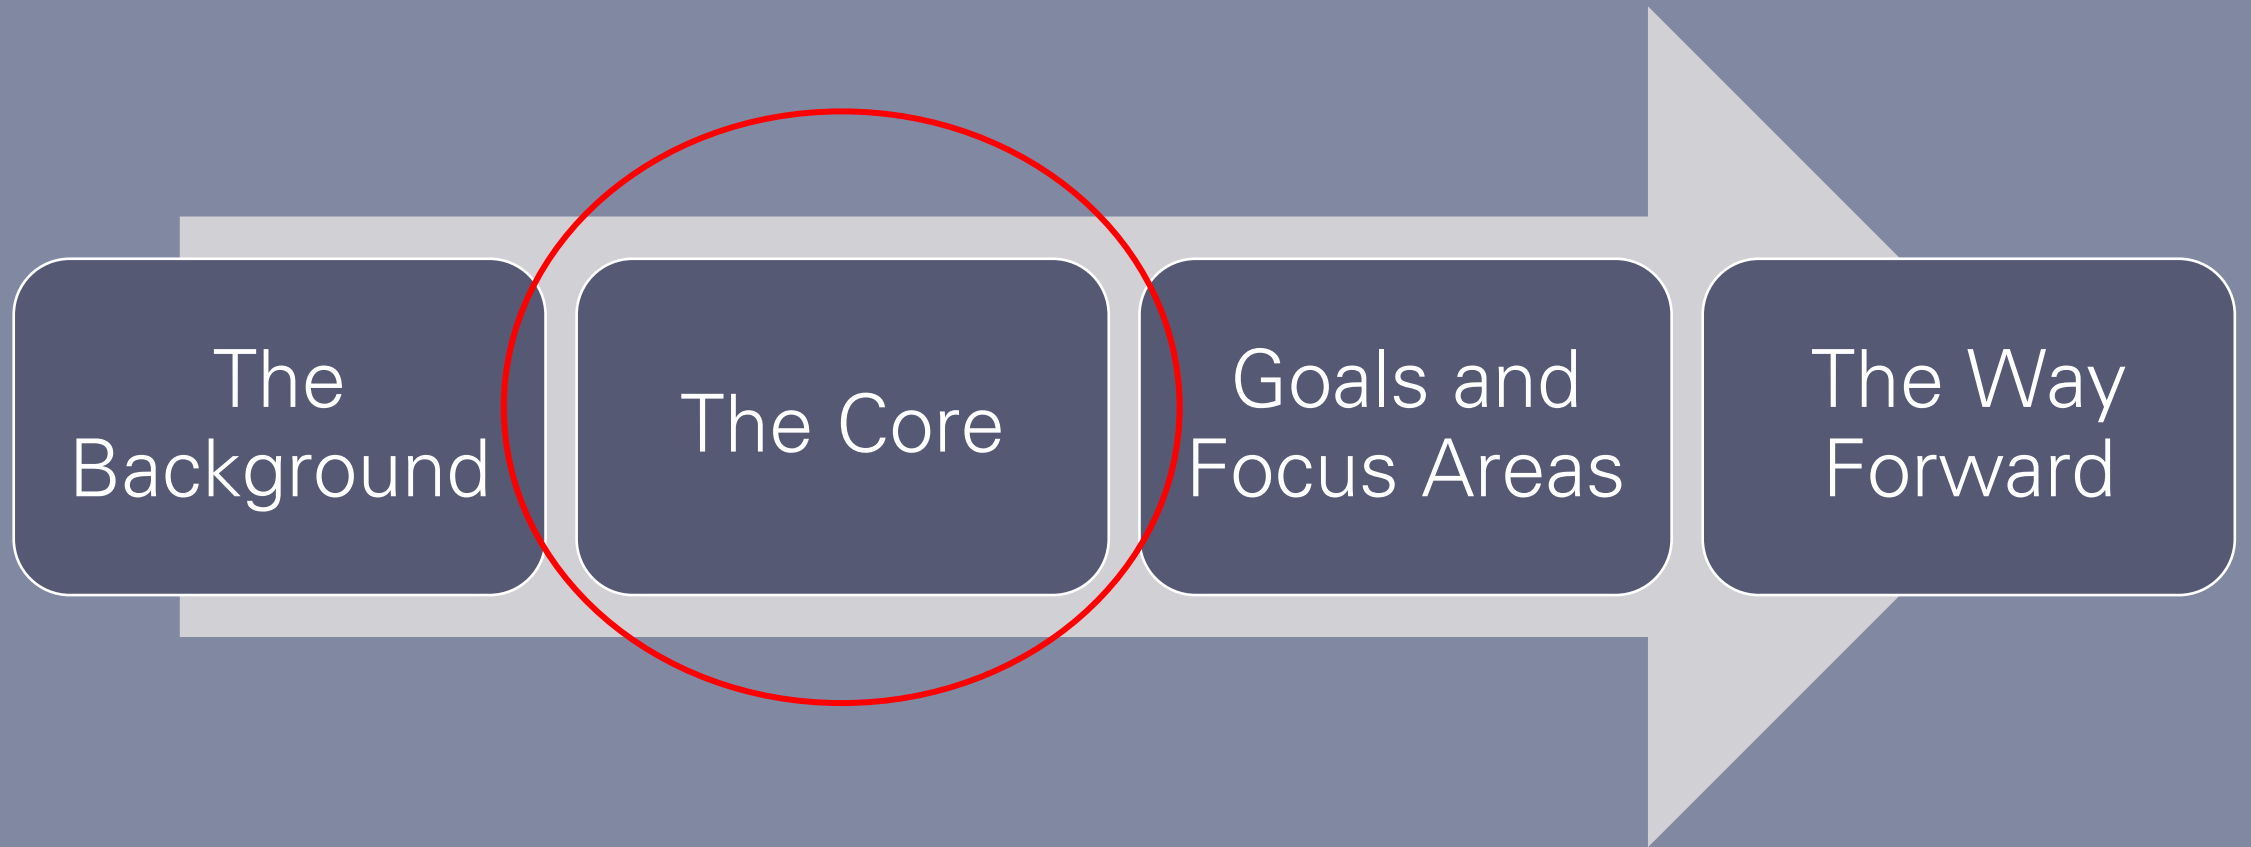 The
Background
The Core
Goals and
Focus Areas
The Way
Forward